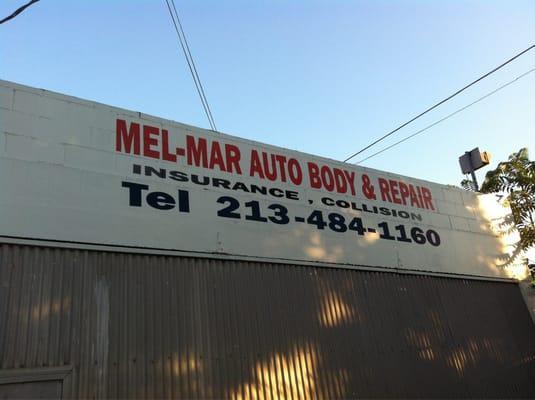 MEL-MAR AUTO BODY & REPAIR
INSURANCE , COLLISION
Tel 213-484-1160